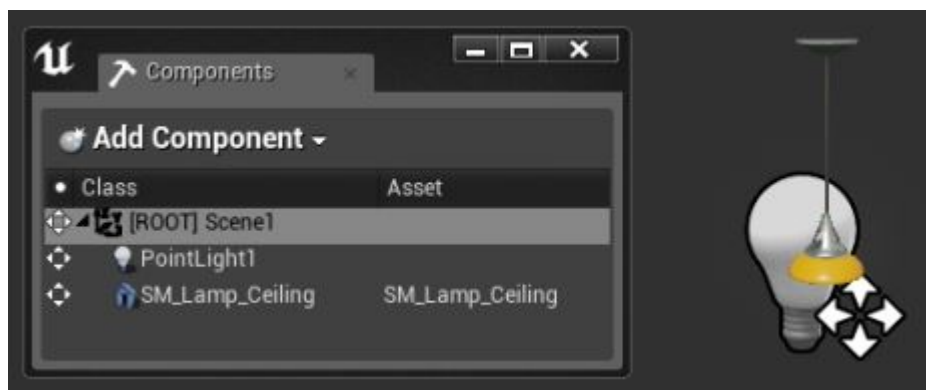 Components
Add Component
Class Asset
[ROOT] Scene1
PointLight1
SM_Lamp_Ceiling SM_Lamp_Ceiling